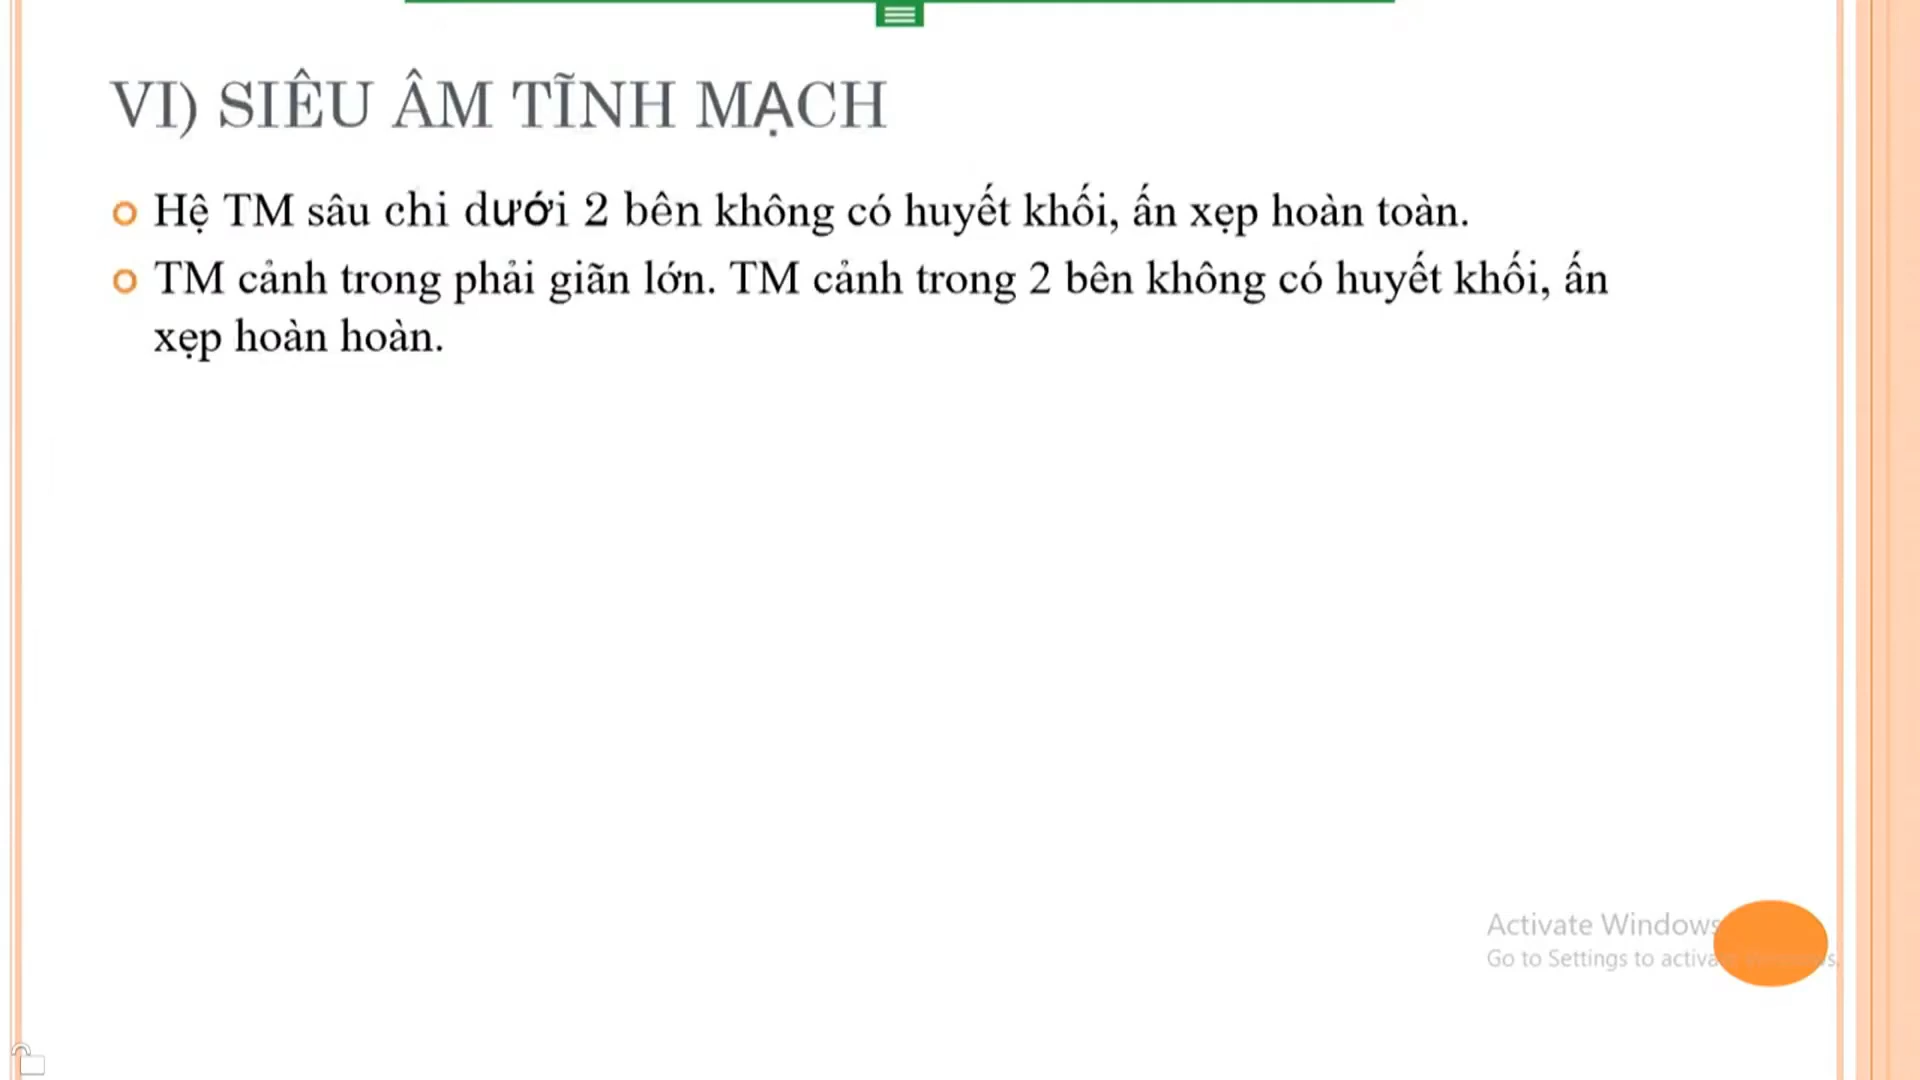 VI) SIÊU ÂM TĨNH MẠCH
Hệ TM sâu chi dưới 2 bên không có huyết khối, ấn xẹp hoàn toàn.
TM cảnh trong phải giãn lớn. TM cảnh trong 2 bên không có huyết khối, ấn
xẹp hoàn hoàn.
Activate Windows
Go to Settings to activate Windows.